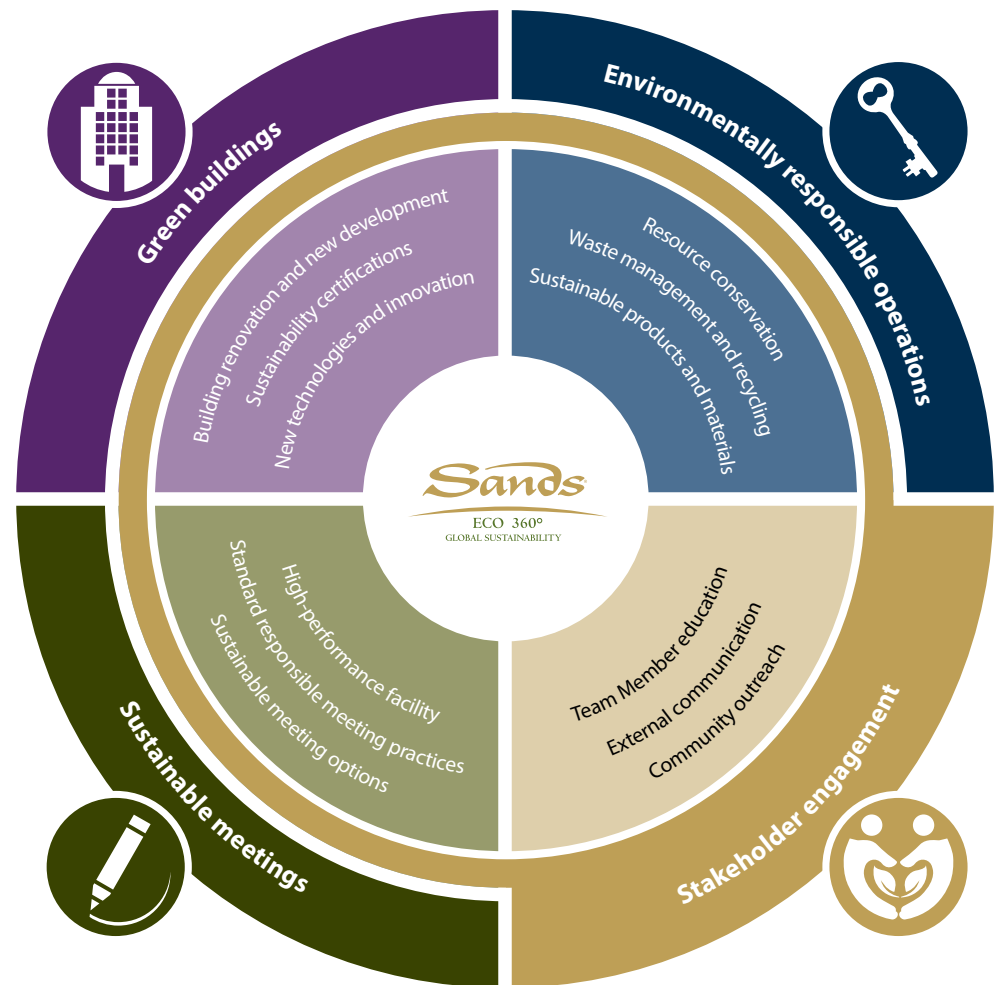 Green buildings
Building renovation and new development
Sustainability certifications
New technologies and innovation
Environmentally responsible operations
Resource conservation
Waste management and recycling
Sustainable products and materials
Sands®
ECO 360°
GLOBAL SUSTAINABILITY
High-performance facility
Standard responsible meeting practices
Sustainable meeting options
Sustainable meetings
Team Member education
External communication
Community outreach
Stakeholder engagement